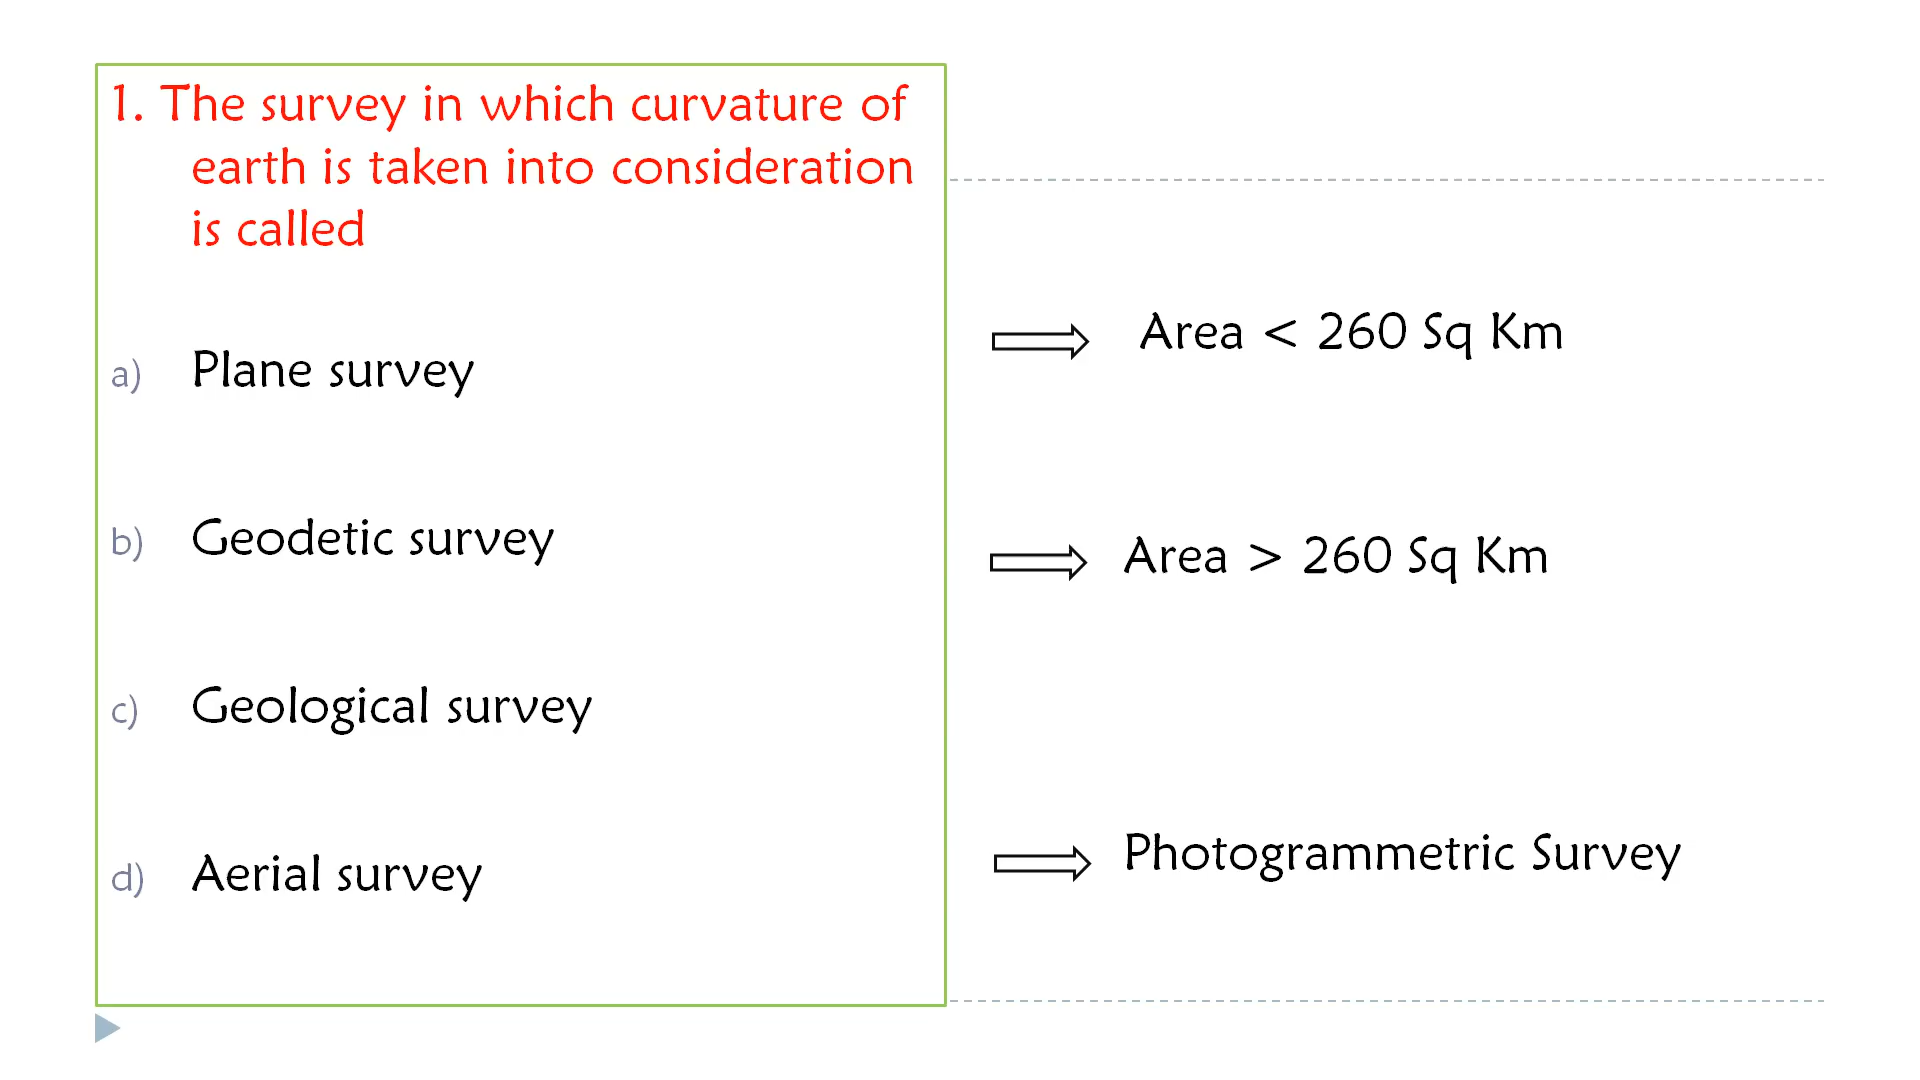 1. The survey in which curvature of
earth is taken into consideration
is called
a) Plane survey
b) Geodetic survey
c) Geological survey
d) Aerial survey
Area < 260 Sq Km
Area > 260 Sq Km
Photogrammetric Survey